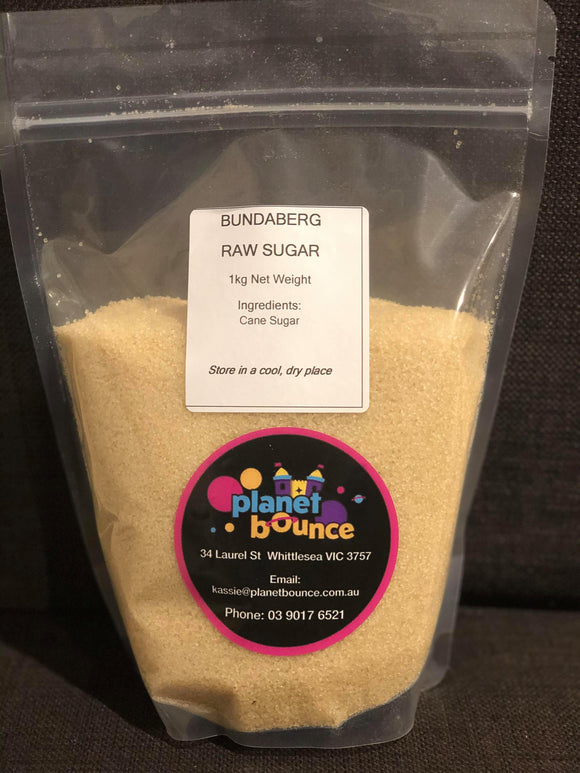 BUNDABERG
RAW SUGAR
1kg Net Weight
Ingredients:
Cane Sugar
Store in a cool, dry place
planet
bounce
34 Laurel St Whittlesea VIC 3757
Email:
kassie@planetbounce.com.au
Phone: 03 9017 6521